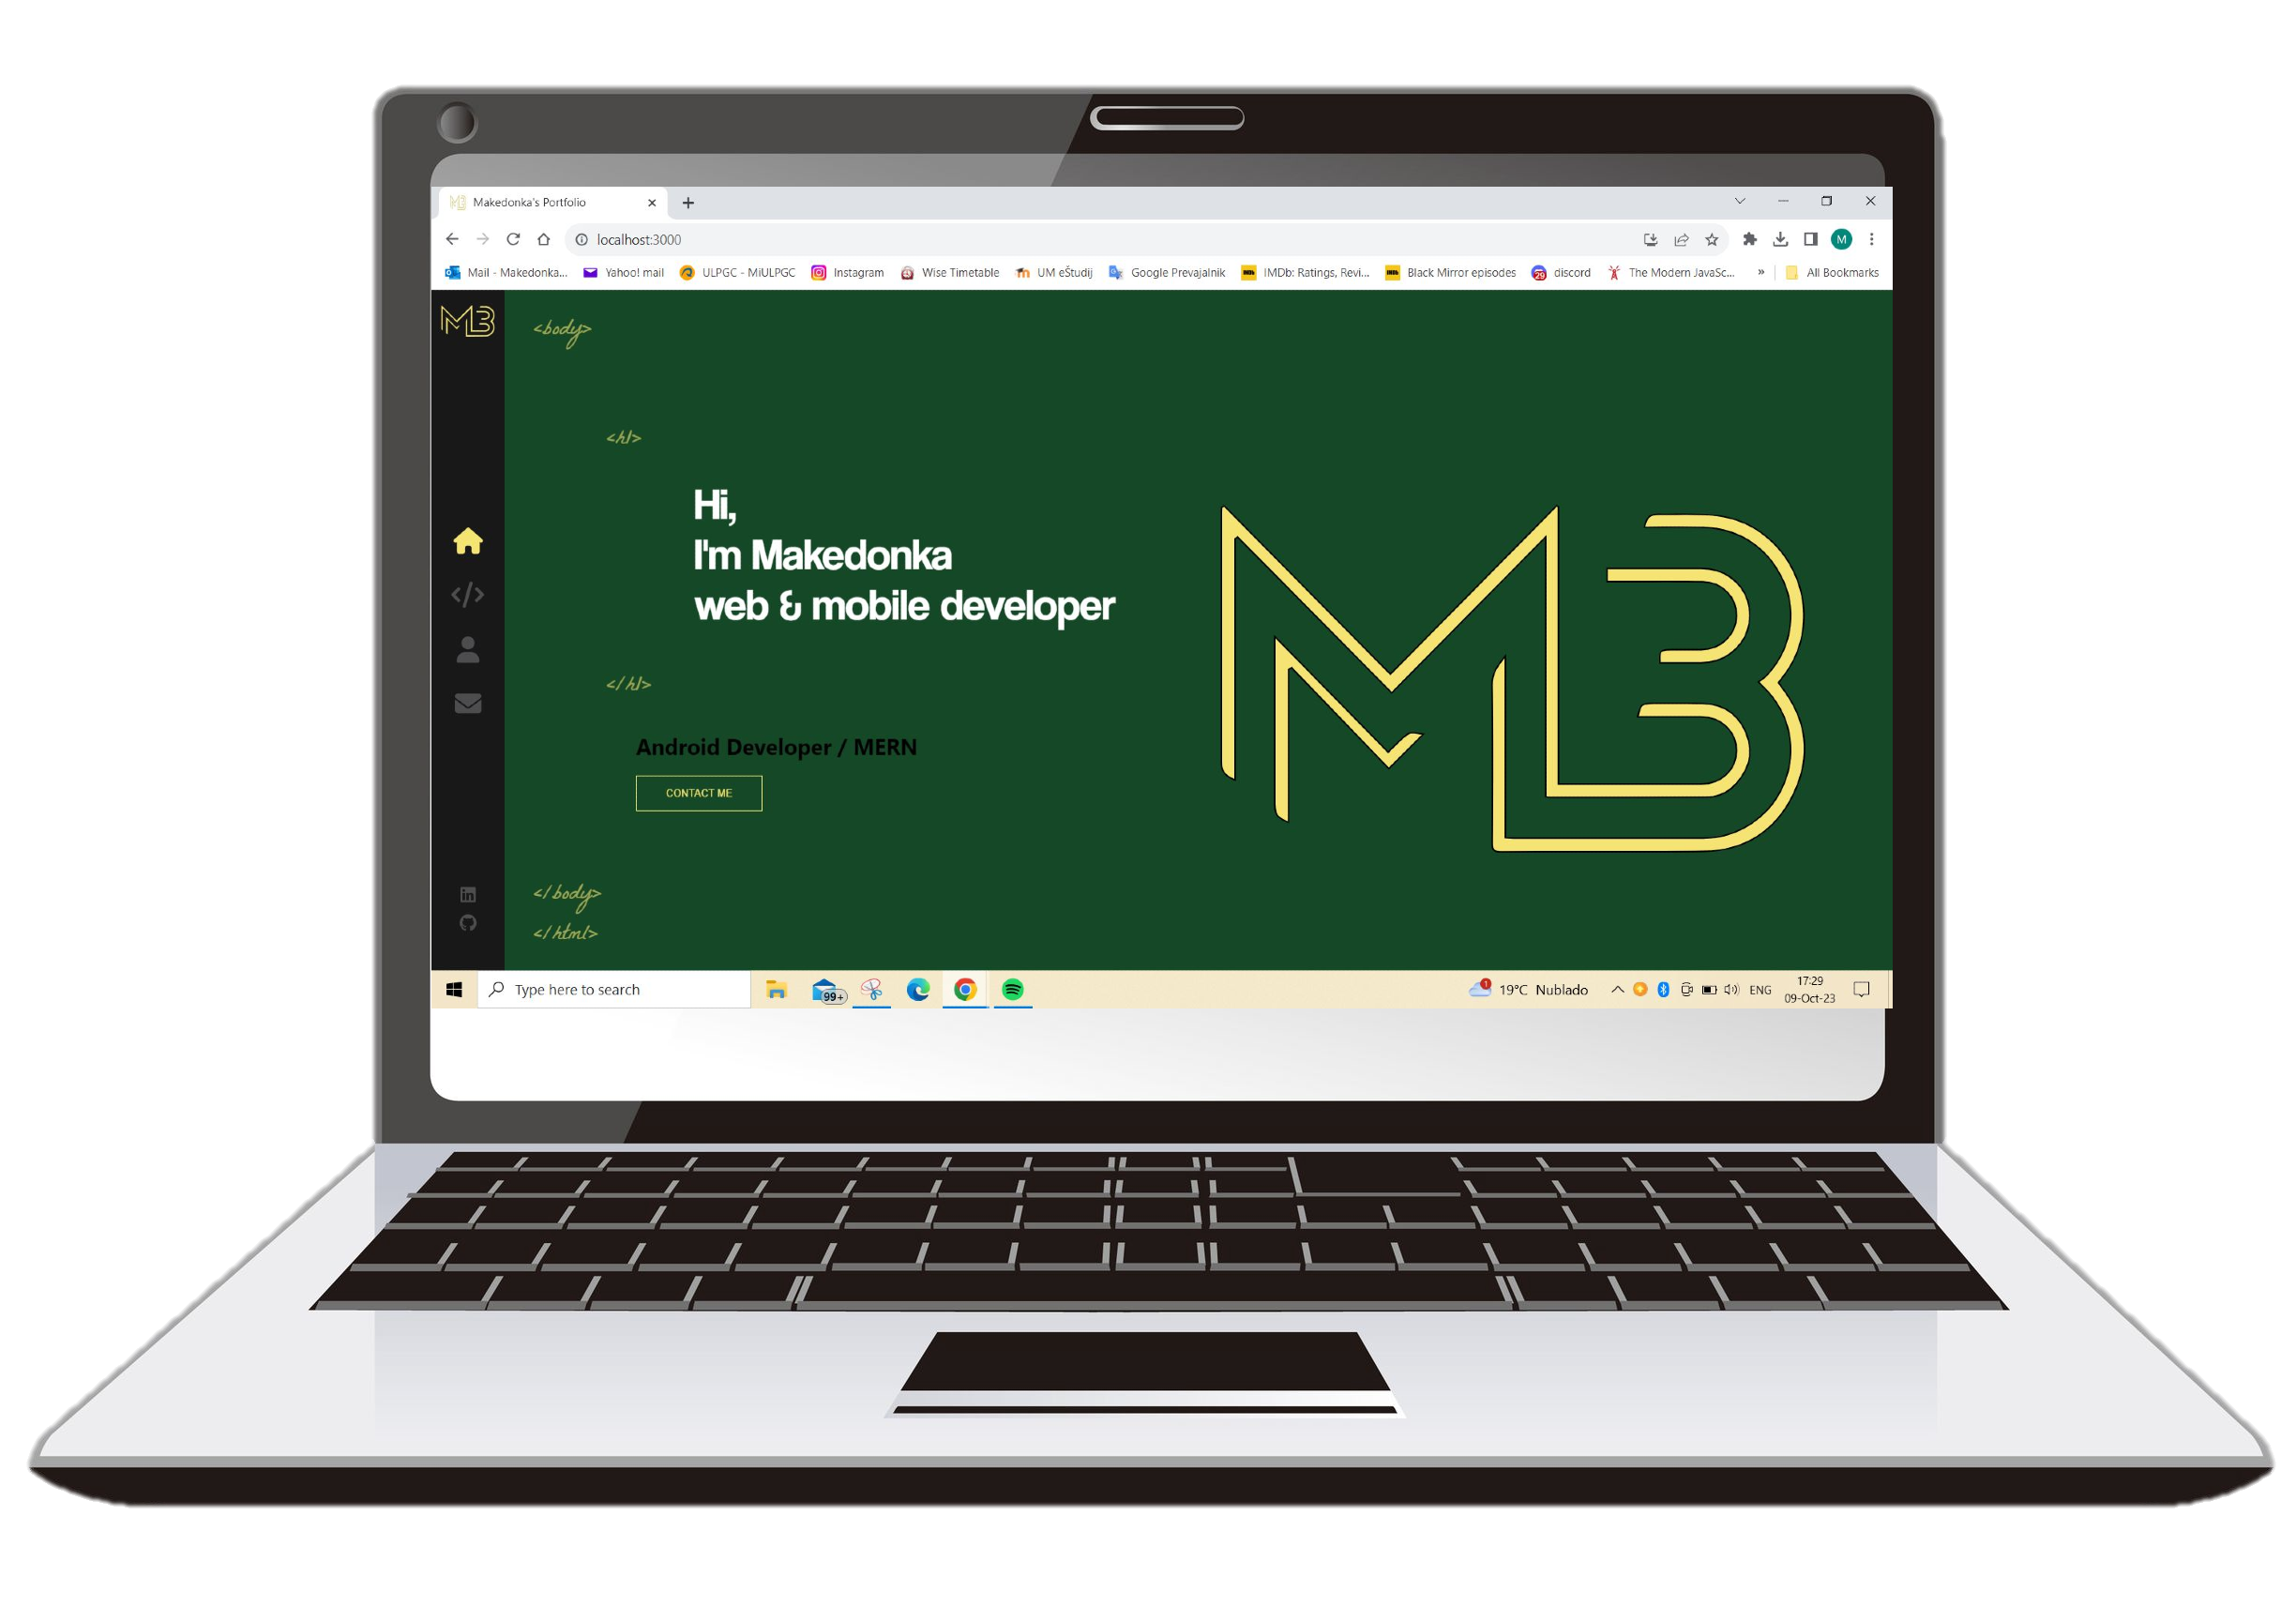 Makedonka's Portfolio
localhost:3000
Mail - Makedonka... Yahoo! mail ULPGC - MiULPGC Instagram Wise Timetable UM eŠtudij Google Prevajalnik IMDb: Ratings, Revi... Black Mirror episodes discord The Modern JavaSc... » All Bookmarks
M
29
MB
<body>
<h1>
Hi,
I'm Makedonka
web & mobile developer
MB
</h1>
Android Developer / MERN
CONTACT ME
</body>
</html>
in
Type here to search
99+
1
19°C Nublado
ENG
17:29
09-Oct-23